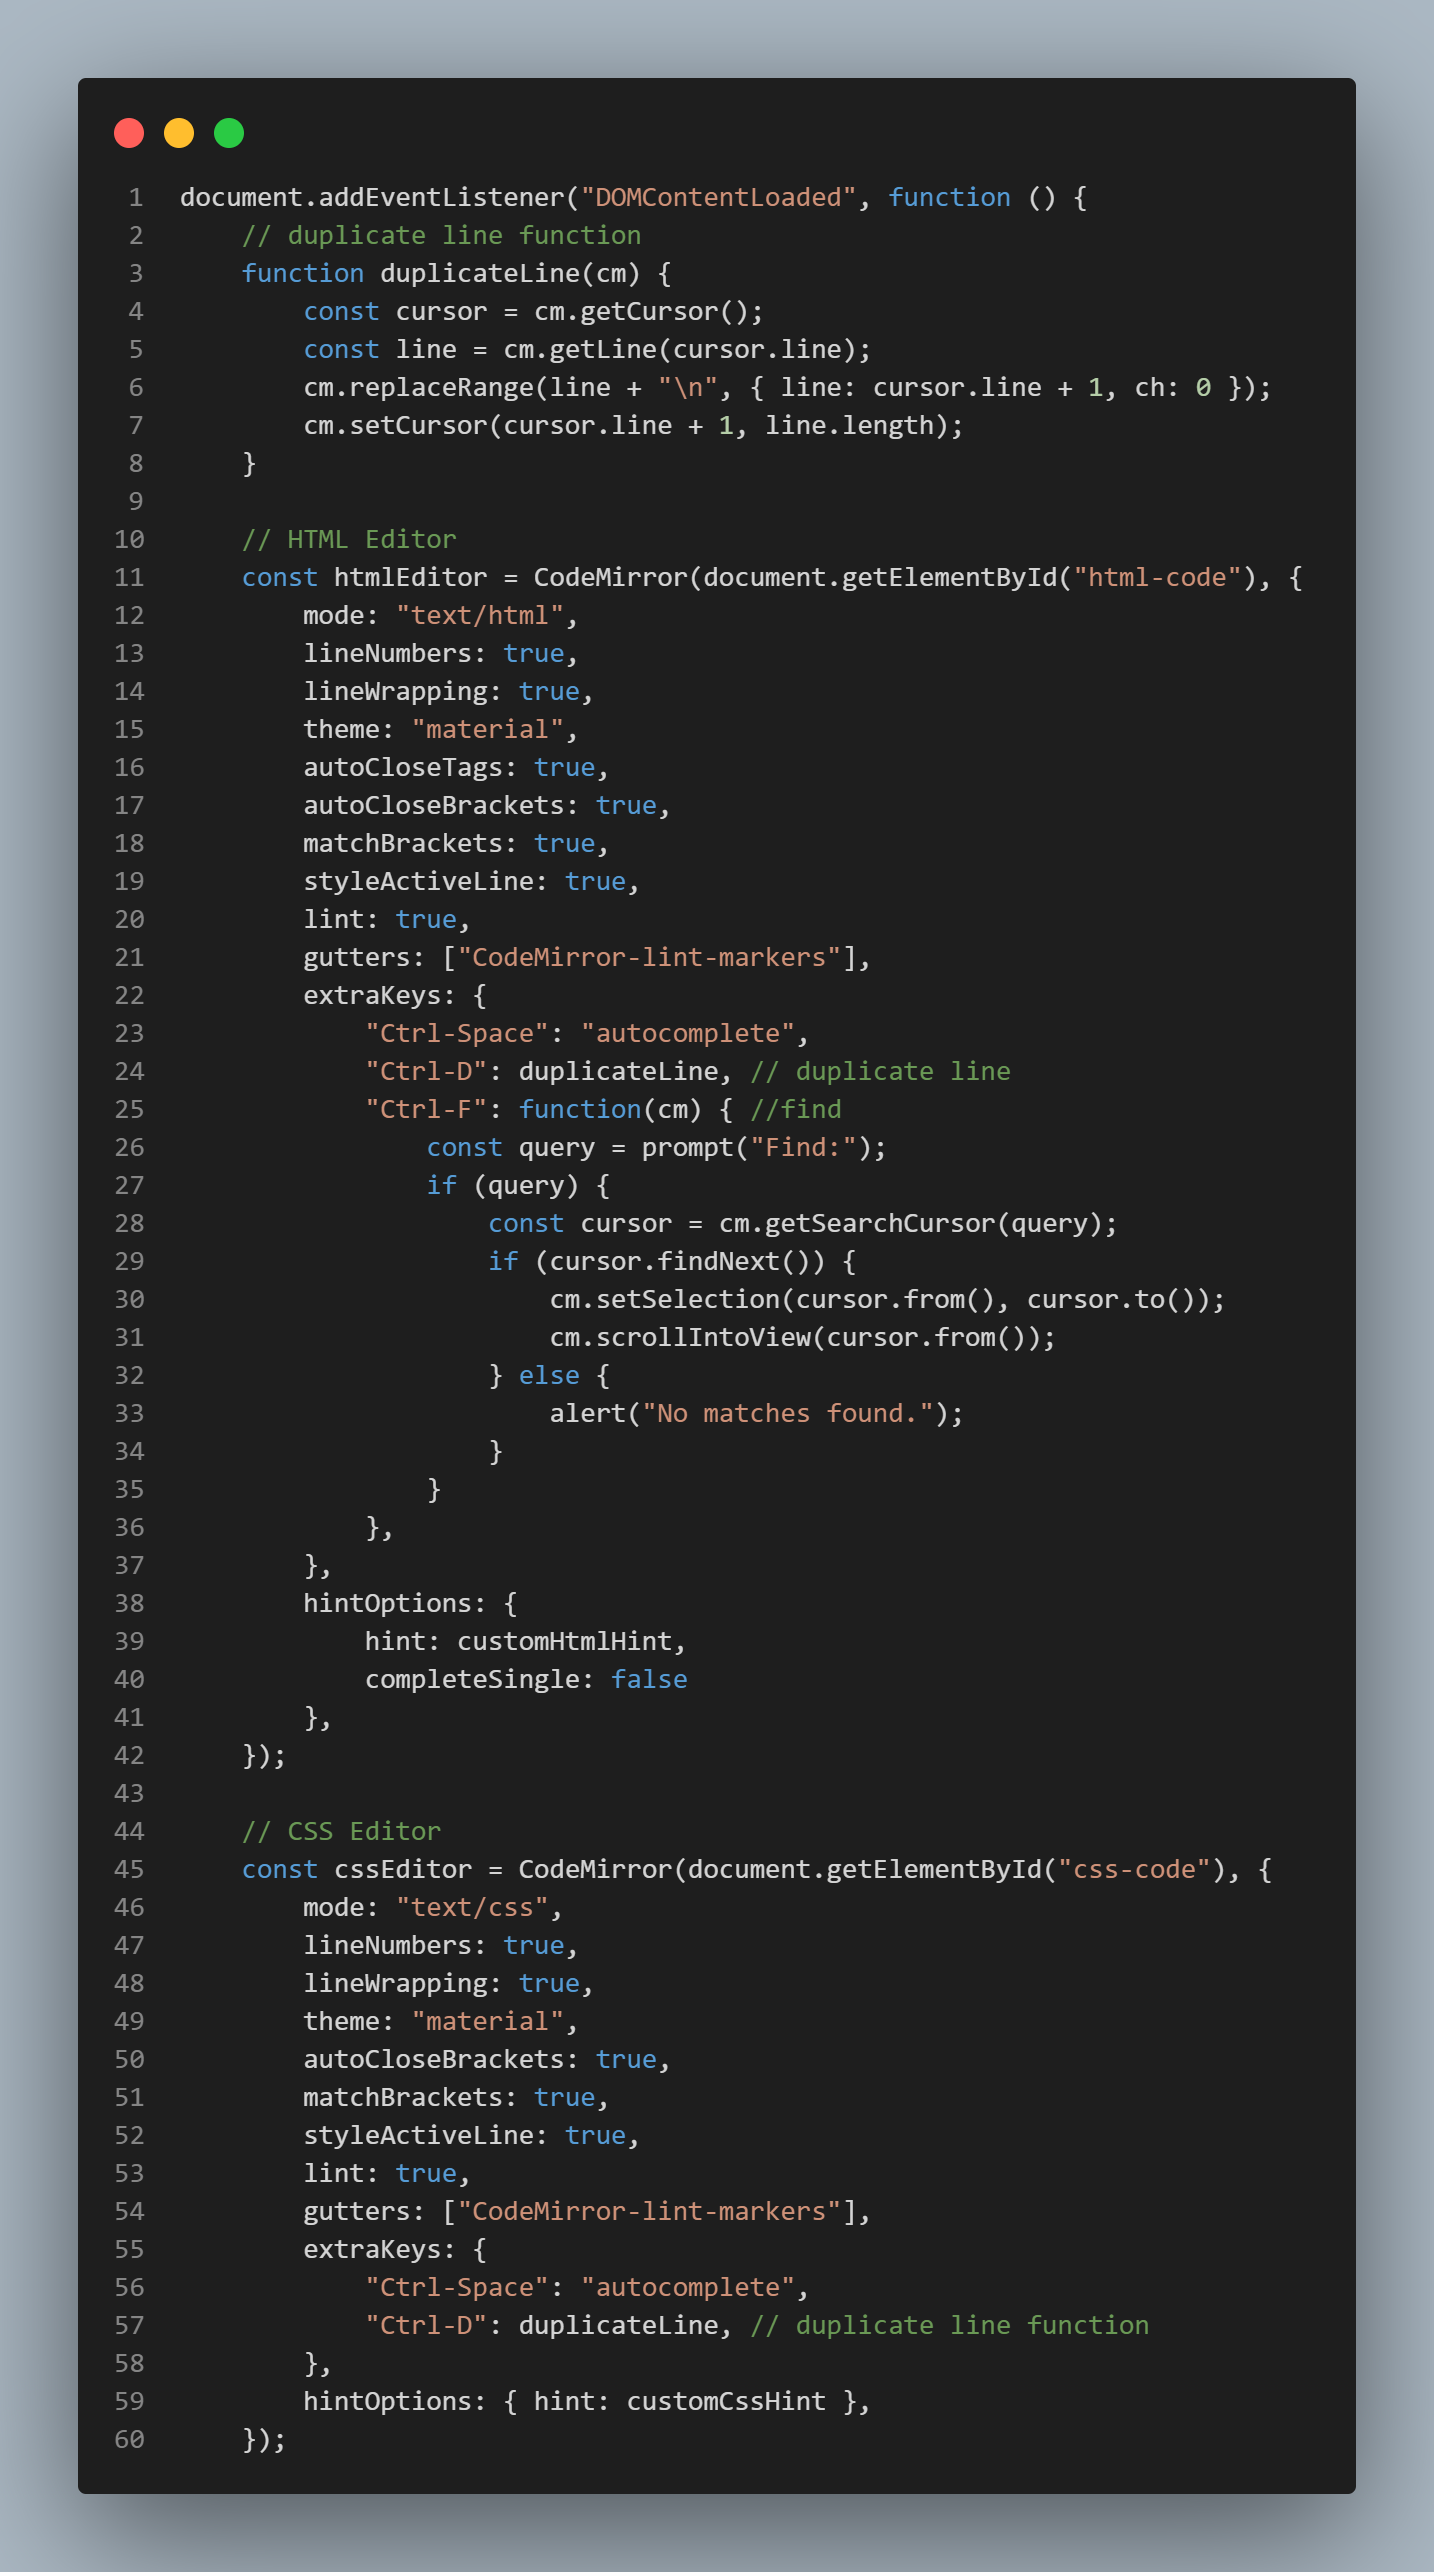 1 document.addEventListener("DOMContentLoaded", function () {
2     // duplicate line function
3     function duplicateLine(cm) {
4         const cursor = cm.getCursor();
5         const line = cm.getLine(cursor.line);
6         cm.replaceRange(line + "\n", { line: cursor.line + 1, ch: 0 });
7         cm.setCursor(cursor.line + 1, line.length);
8     }
9
10     // HTML Editor
11     const htmlEditor = CodeMirror(document.getElementById("html-code"), {
12         mode: "text/html",
13         lineNumbers: true,
14         lineWrapping: true,
15         theme: "material",
16         autoCloseTags: true,
17         autoCloseBrackets: true,
18         matchBrackets: true,
19         styleActiveLine: true,
20         lint: true,
21         gutters: ["CodeMirror-lint-markers"],
22         extraKeys: {
23             "Ctrl-Space": "autocomplete",
24             "Ctrl-D": duplicateLine, // duplicate line
25             "Ctrl-F": function(cm) { //find
26                 const query = prompt("Find:");
27                 if (query) {
28                     const cursor = cm.getSearchCursor(query);
29                     if (cursor.findNext()) {
30                         cm.setSelection(cursor.from(), cursor.to());
31                         cm.scrollIntoView(cursor.from());
32                     } else {
33                         alert("No matches found.");
34                     }
35                 }
36             },
37         },
38         hintOptions: {
39             hint: customHtmlHint,
40             completeSingle: false
41         },
42     });
43
44     // CSS Editor
45     const cssEditor = CodeMirror(document.getElementById("css-code"), {
46         mode: "text/css",
47         lineNumbers: true,
48         lineWrapping: true,
49         theme: "material",
50         autoCloseBrackets: true,
51         matchBrackets: true,
52         styleActiveLine: true,
53         lint: true,
54         gutters: ["CodeMirror-lint-markers"],
55         extraKeys: {
56             "Ctrl-Space": "autocomplete",
57             "Ctrl-D": duplicateLine, // duplicate line function
58         },
59         hintOptions: { hint: customCssHint },
60     });